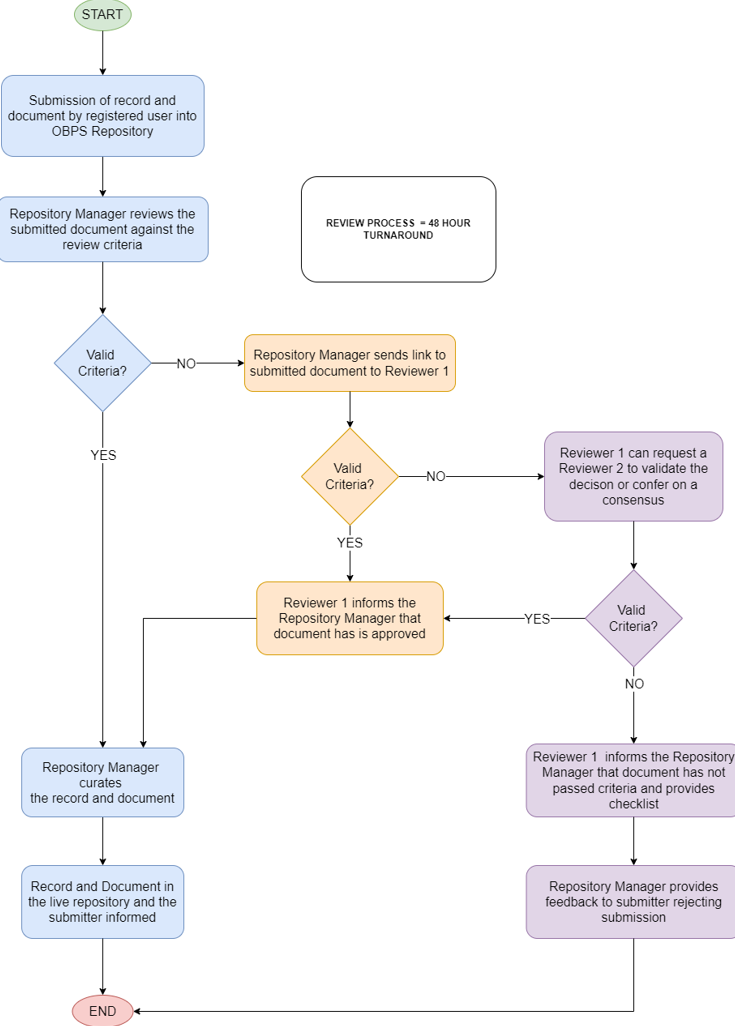 START
Submission of record and
document by registered user into
OBPS Repository
Repository Manager reviews the
submitted document against the
review criteria
REVIEW PROCESS = 48 HOUR
TURNAROUND
Valid
Criteria?
NO
Repository Manager sends link to
submitted document to Reviewer 1
YES
Valid
Criteria?
NO
Reviewer 1 can request a
Reviewer 2 to validate the
decison or confer on a
consensus
YES
Reviewer 1 informs the
Repository Manager that
document has is approved
YES
Valid
Criteria?
NO
Repository Manager
curates
the record and document
Reviewer 1 informs the Repository
Manager that document has not
passed criteria and provides
checklist
Record and Document in
the live repository and the
submitter informed
Repository Manager provides
feedback to submitter rejecting
submission
END